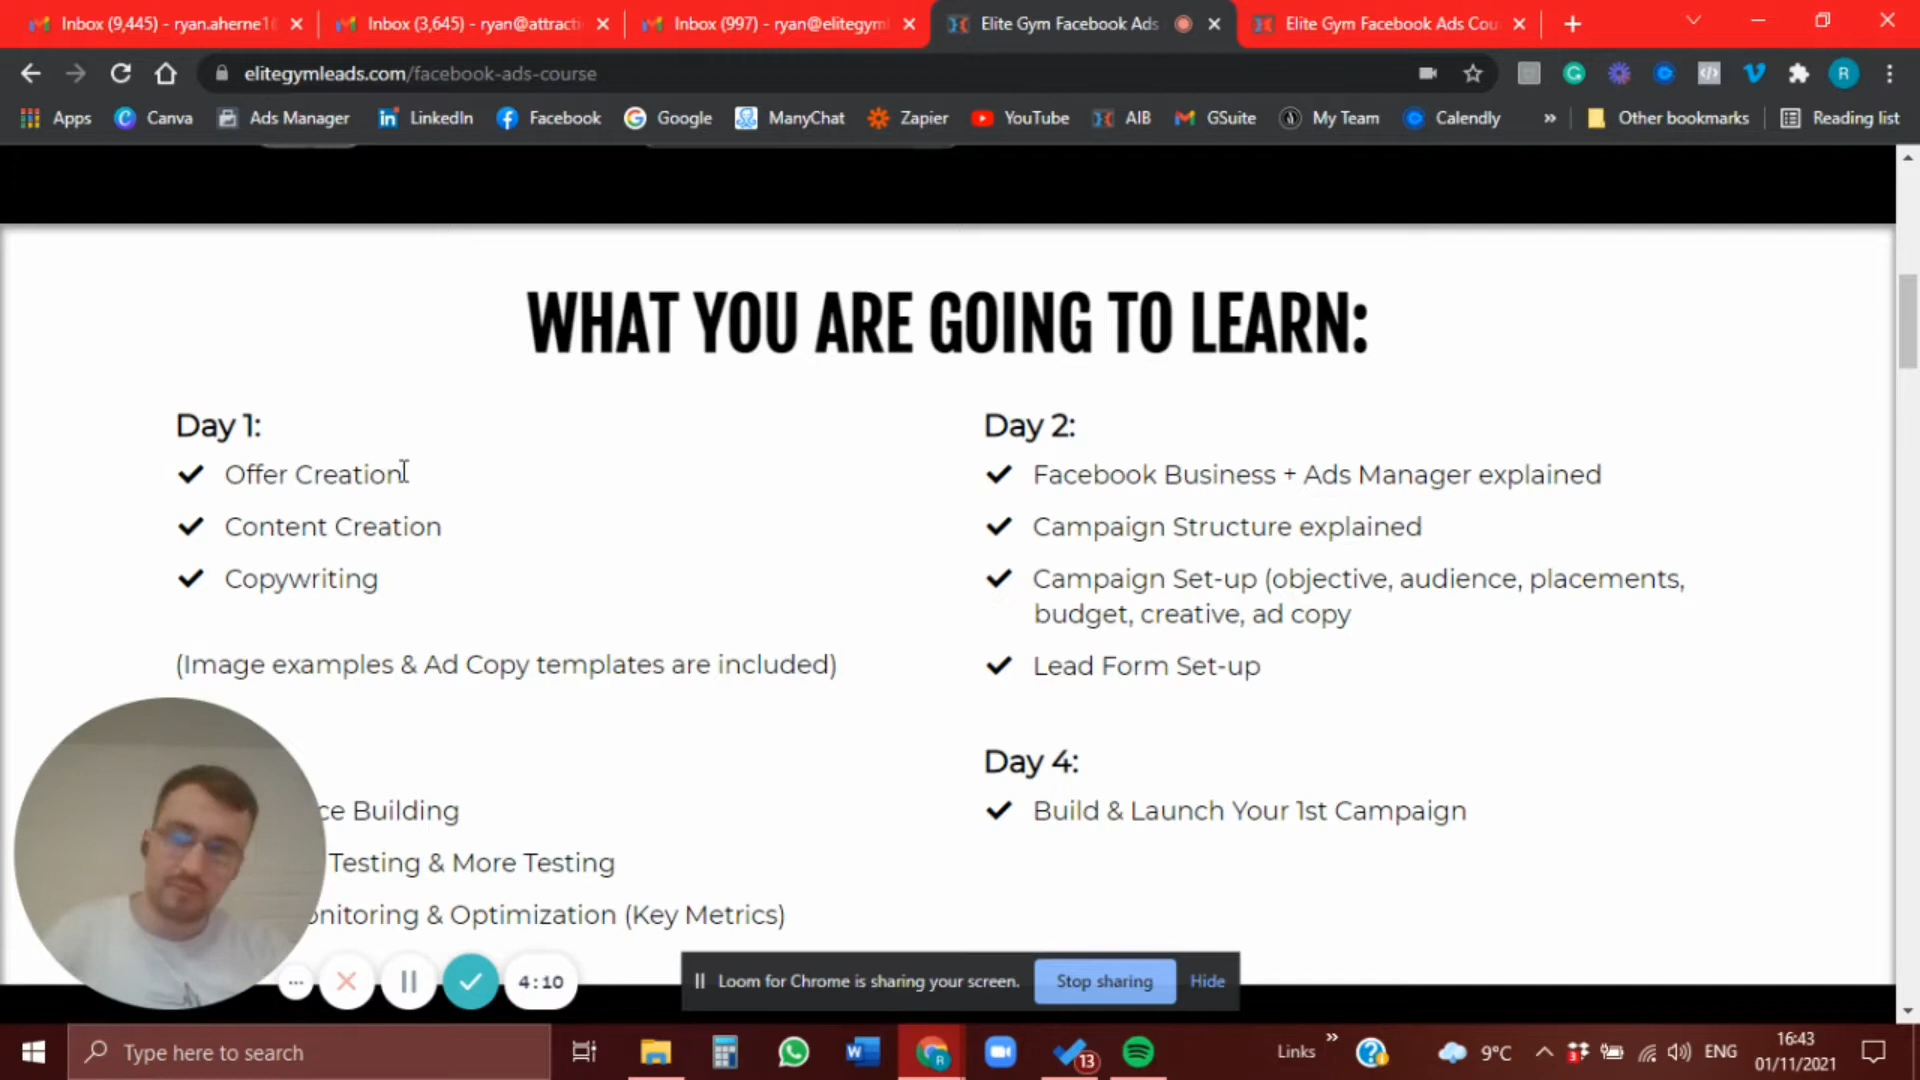 Inbox (9,445) - ryan.aherne1
Inbox (3,645) - ryan@attracti
Inbox (997) - ryan@elitegym
Elite Gym Facebook Ads
Elite Gym Facebook Ads Cou
elitegymleads.com/facebook-ads-course
R
Apps
Canva
Ads Manager
LinkedIn
Facebook
Google
ManyChat
Zapier
YouTube
AIB
GSuite
My Team
Calendly
»
Other bookmarks
Reading list
WHAT YOU ARE GOING TO LEARN:
Day 1:
Offer Creation
Content Creation
Copywriting
(Image examples & Ad Copy templates are included)
Day 2:
Facebook Business + Ads Manager explained
Campaign Structure explained
Campaign Set-up (objective, audience, placements,
budget, creative, ad copy
Lead Form Set-up
ce Building
Testing & More Testing
onitoring & Optimization (Key Metrics)
Day 4:
Build & Launch Your 1st Campaign
4:10
Loom for Chrome is sharing your screen.
Stop sharing
Hide
Type here to search
13
Links
»
9°C
ENG
16:43
01/11/2021